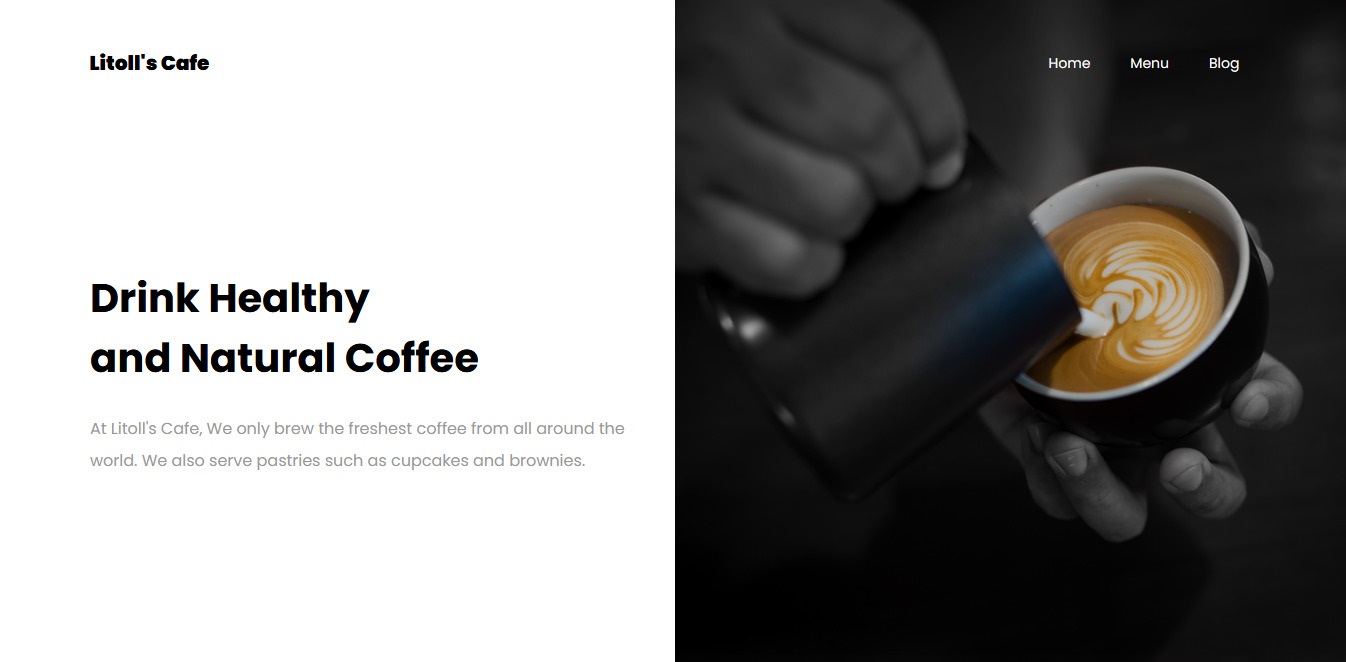 Litoll's Cafe
Home Menu Blog
Drink Healthy
and Natural Coffee
At Litoll's Cafe, We only brew the freshest coffee from all around the
world. We also serve pastries such as cupcakes and brownies.